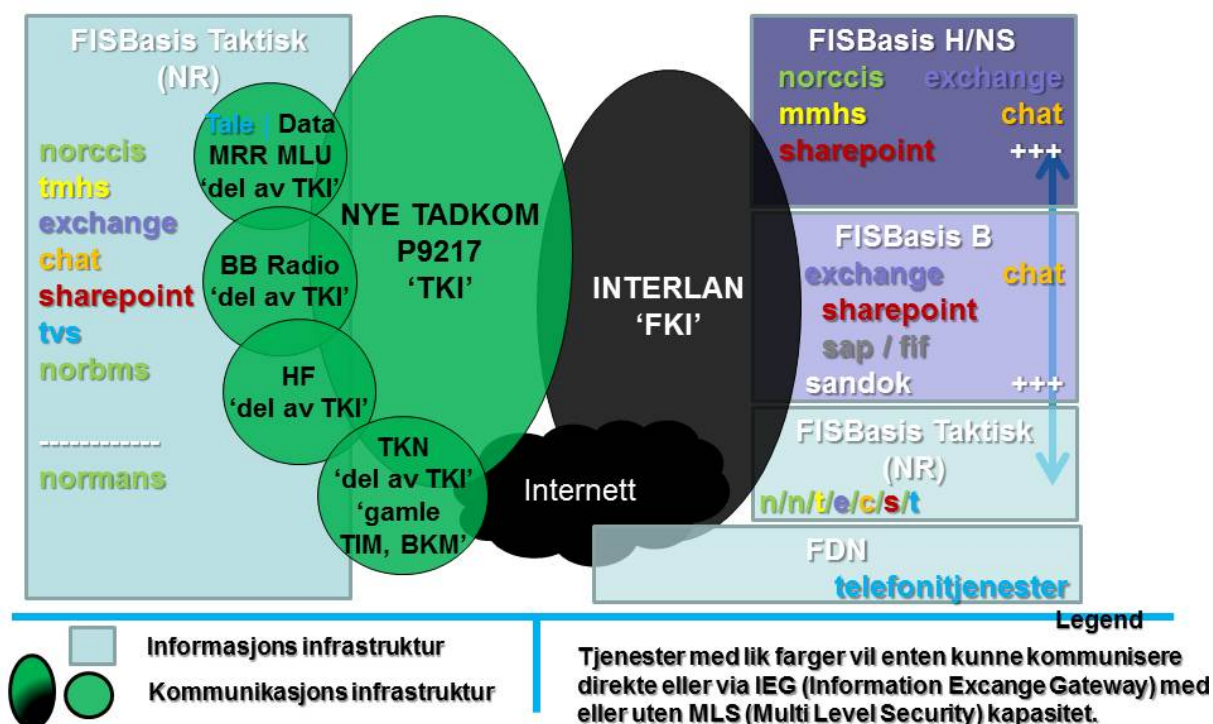 FISBasis Taktisk
(NR)
norccis
tmhs
exchange
chat
sharepoint
tvs
norbms
------------
normans
Tale | Data
MRR MLU
‘del av TKI’
BB Radio
‘del av TKI’
HF
‘del av TKI’
TKN
‘del av TKI’
‘gamle
TIM, BKM’
NYE TADKOM
P9217
‘TKI’
INTERLAN
‘FKI’
Internett
FISBasis H/NS
norccis exchange
mmhs chat
sharepoint +++
FISBasis B
exchange chat
sharepoint
sap / fif
sandok +++
FISBasis Taktisk
(NR)
n/n/t/e/c/s/t
FDN
telefonitjenester
Legend
Informasjons infrastruktur
Kommunikasjons infrastruktur
Tjenester med lik farger vil enten kunne kommunisere
direkte eller via IEG (Information Excange Gateway) med
eller uten MLS (Multi Level Security) kapasitet.